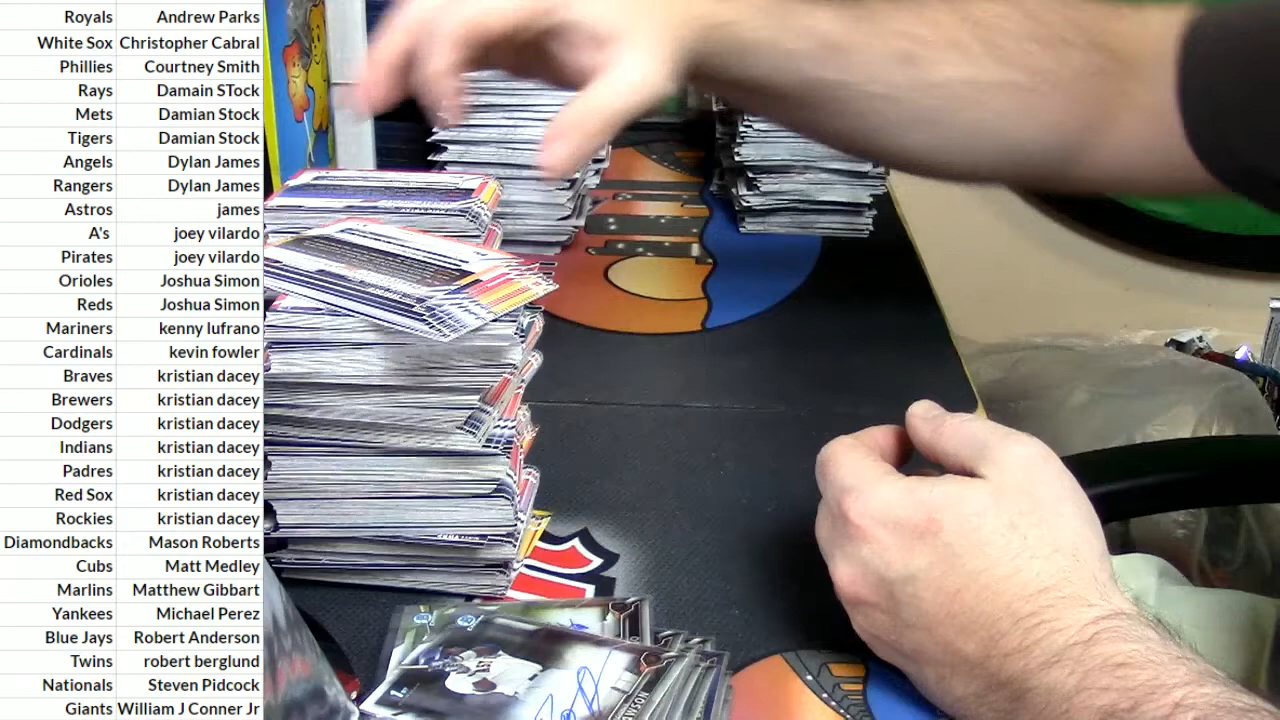 Royals Andrew Parks
White Sox Christopher Cabral
Phillies Courtney Smith
Rays Damain STock
Mets Damian Stock
Tigers Damian Stock
Angels Dylan James
Rangers Dylan James
Astros james
A's joey vilardo
Pirates joey vilardo
Orioles Joshua Simon
Reds Joshua Simon
Mariners kenny lufrano
Cardinals kevin fowler
Braves kristian dacey
Brewers kristian dacey
Dodgers kristian dacey
Indians kristian dacey
Padres kristian dacey
Red Sox kristian dacey
Rockies kristian dacey
Diamondbacks Mason Roberts
Cubs Matt Medley
Marlins Matthew Gibbart
Yankees Michael Perez
Blue Jays Robert Anderson
Twins robert berglund
Nationals Steven Pidcock
Giants William J Conner Jr